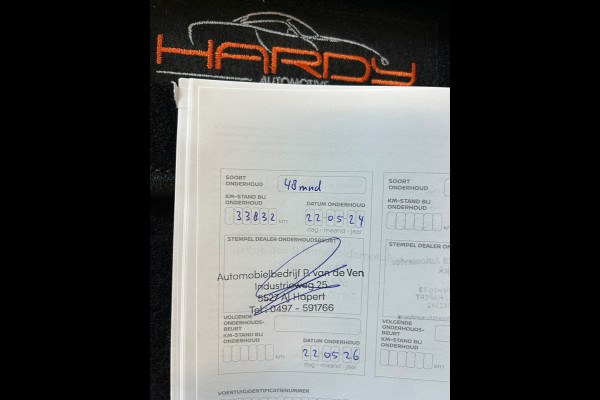 HARDY
AUTOMOTIVE
SOORT
ONDERHOUD
48 mnd
KM-STAND BIJ
ONDERHOUD
33832 km
DATUM ONDERHOUD
22 05 24
dag - maand - jaar
STEMPEL DEALER ONDERHOUDSBEURT
Automobielbedrijf P. van de Ven
Industrieweg 25
5527 AJ Hapert
Tel.: 0497 - 591766
VOLGENDE
ONDERHOUDS-
BEURT
KM-STAND BIJ
ONDERHOUD
km
DATUM ONDERHOUD
22 05 26
dag - maand - jaar
VOERTUIGIDENTIFICATIENUMMER
SOORT
ONDERHOUD
KM-STAND BIJ
ONDERHOUD
km
STEMPEL DEALER
VOLGENDE
ONDERHOUDS-
BEURT
KM-STAND BIJ
ONDERHOUD
km